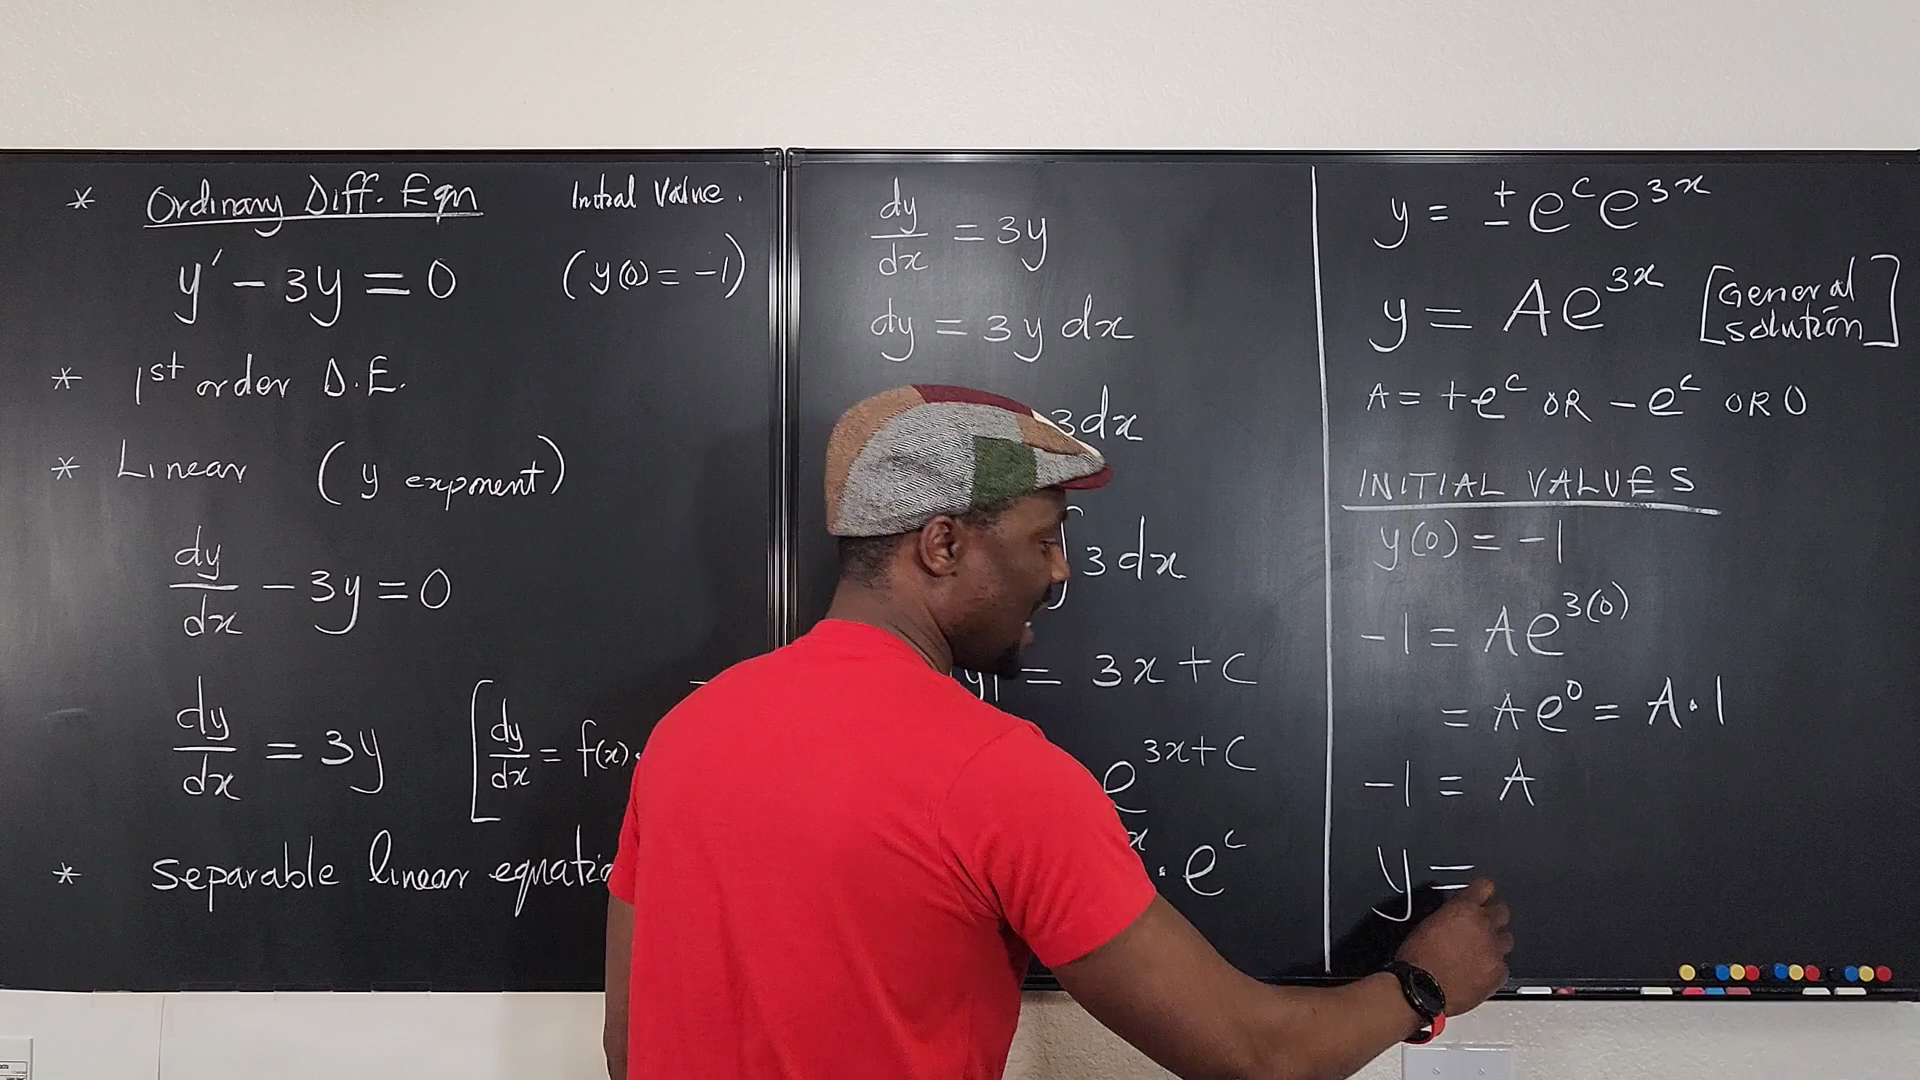 * Ordinary Diff. Eqn Initial Value.
y' - 3y = 0 (y(0) = -1)
* 1st order D.E.
* Linear (y exponent)
dy/dx - 3y = 0
dy/dx = 3y [dy/dx = f(x)·
* separable linear equatio
dy/dx = 3y
dy = 3y dx
3dx
∫ 3dx
y| = 3x + C
e^(3x+C)
x · e^c
y = ± e^c e^(3x)
y = Ae^(3x) [General solution]
A = +e^c OR -e^c OR 0
INITIAL VALUES
y(0) = -1
-1 = Ae^(3(0))
= Ae^0 = A·1
-1 = A
y =